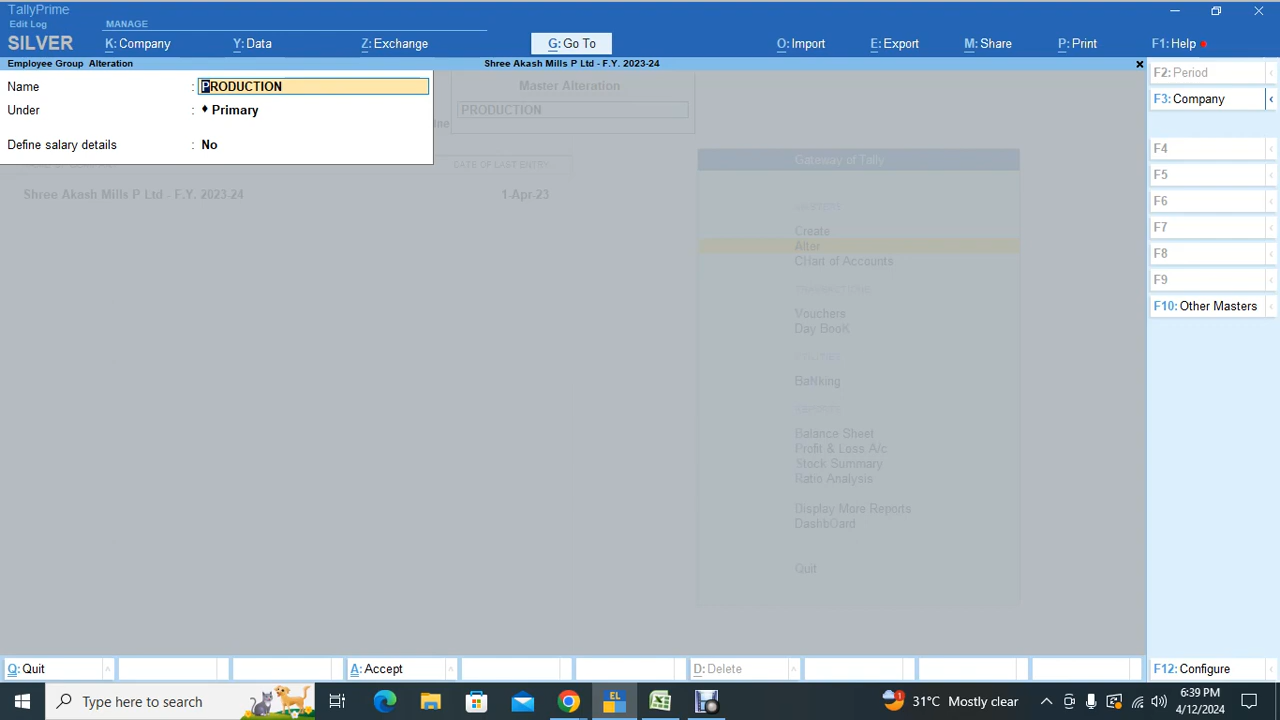 TallyPrime
Edit Log
MANAGE
SILVER
K: Company
Y: Data
Z: Exchange
G: Go To
O: Import
E: Export
M: Share
P: Print
F1: Help
Employee Group Alteration
Shree Akash Mills P Ltd - F.Y. 2023-24
Name : PRODUCTION
Under : ♦ Primary
Define salary details : No
Master Alteration
PRODUCTION
DATE OF LAST ENTRY
Shree Akash Mills P Ltd - F.Y. 2023-24
1-Apr-23
Gateway of Tally
Create
Alter
CHart of Accounts
Vouchers
Day BooK
BaNking
Balance Sheet
Profit & Loss A/c
Stock Summary
Ratio Analysis
Display More Reports
DashbOard
Quit
F2: Period
F3: Company
F4
F5
F6
F7
F8
F9
F10: Other Masters
Q: Quit
A: Accept
D: Delete
F12: Configure
Type here to search
EL
1
31°C Mostly clear
6:39 PM
4/12/2024